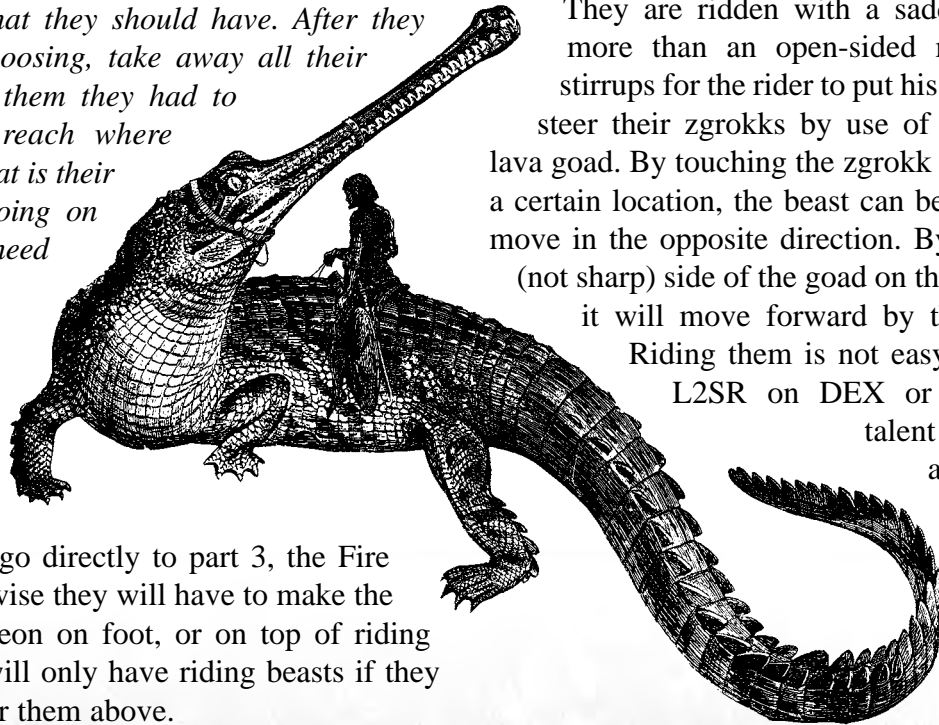 hat they should have. After they
oosing, take away all their
them they had to
reach where
at is their
oing on
need
go directly to part 3, the Fire
wise they will have to make the
eon on foot, or on top of riding
will only have riding beasts if they
r them above.
They are ridden with a sadd
more than an open-sided
stirrups for the rider to put his
steer their zgrokks by use of
lava goad. By touching the zgrokk
a certain location, the beast can be
move in the opposite direction. By
(not sharp) side of the goad on th
it will move forward by t
Riding them is not easy
L2SR on DEX or
talent
a